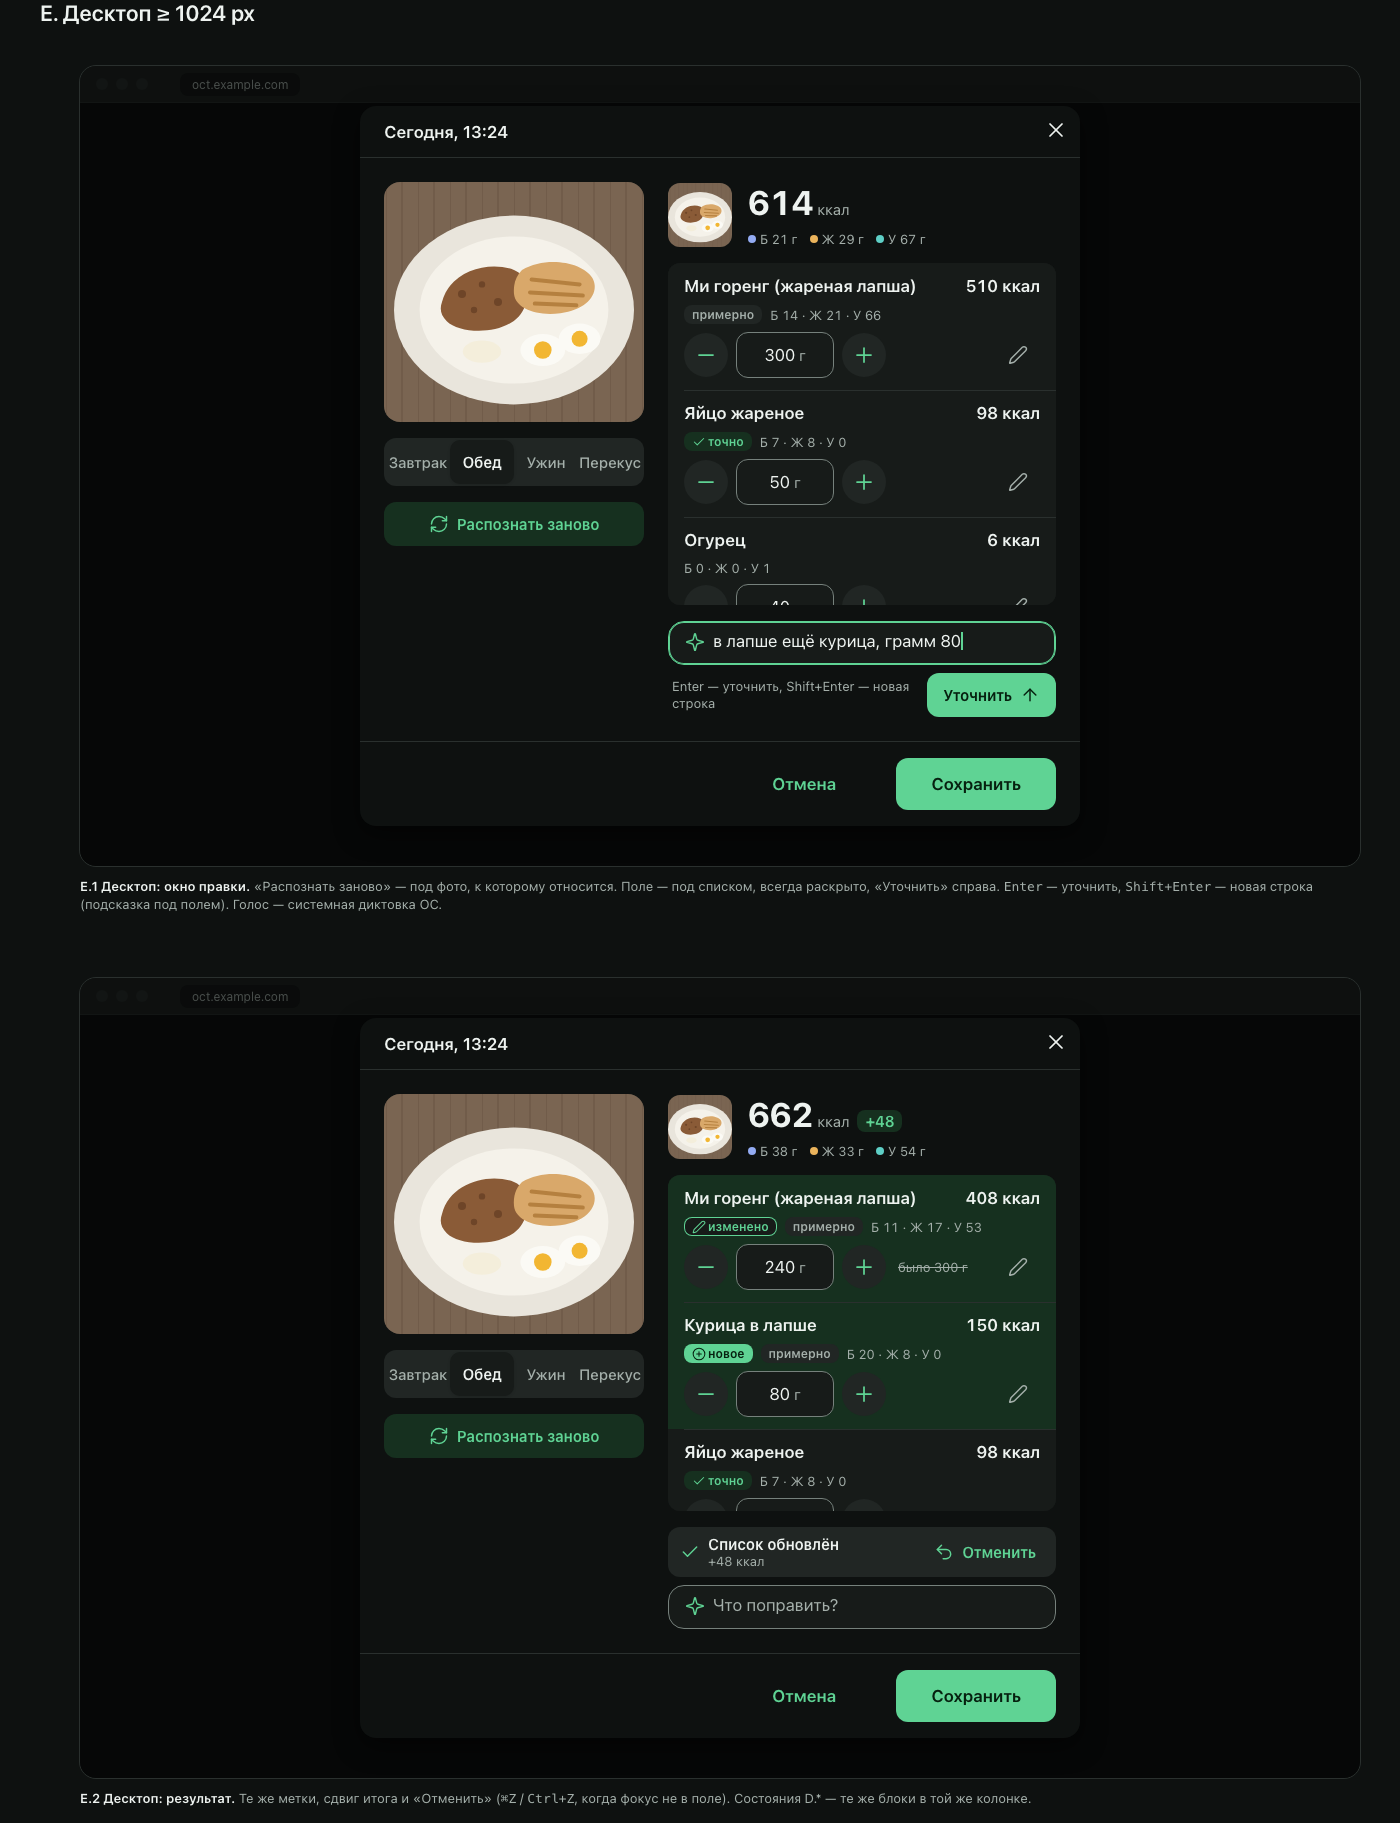 E. Десктоп ≥ 1024 px
oct.example.com
Сегодня, 13:24
614 ккал
Б 21 г Ж 29 г У 67 г
Ми горенг (жареная лапша) 510 ккал
примерно Б 14 · Ж 21 · У 66
300 г
Яйцо жареное 98 ккал
точно Б 7 · Ж 8 · У 0
50 г
Огурец 6 ккал
Б 0 · Ж 0 · У 1
Завтрак Обед Ужин Перекус
Распознать заново
в лапше ещё курица, грамм 80
Enter — уточнить, Shift+Enter — новая
строка
Уточнить
Отмена Сохранить
E.1 Десктоп: окно правки. «Распознать заново» — под фото, к которому относится. Поле — под списком, всегда раскрыто, «Уточнить» справа. Enter — уточнить, Shift+Enter — новая строка
(подсказка под полем). Голос — системная диктовка ОС.
oct.example.com
Сегодня, 13:24
662 ккал +48
Б 38 г Ж 33 г У 54 г
Ми горенг (жареная лапша) 408 ккал
изменено примерно Б 11 · Ж 17 · У 53
240 г было 300 г
Курица в лапше 150 ккал
новое примерно Б 20 · Ж 8 · У 0
80 г
Яйцо жареное 98 ккал
точно Б 7 · Ж 8 · У 0
Завтрак Обед Ужин Перекус
Распознать заново
Список обновлён
+48 ккал
Отменить
Что поправить?
Отмена Сохранить
E.2 Десктоп: результат. Те же метки, сдвиг итога и «Отменить» (⌘Z / Ctrl+Z, когда фокус не в поле). Состояния D.* — те же блоки в той же колонке.